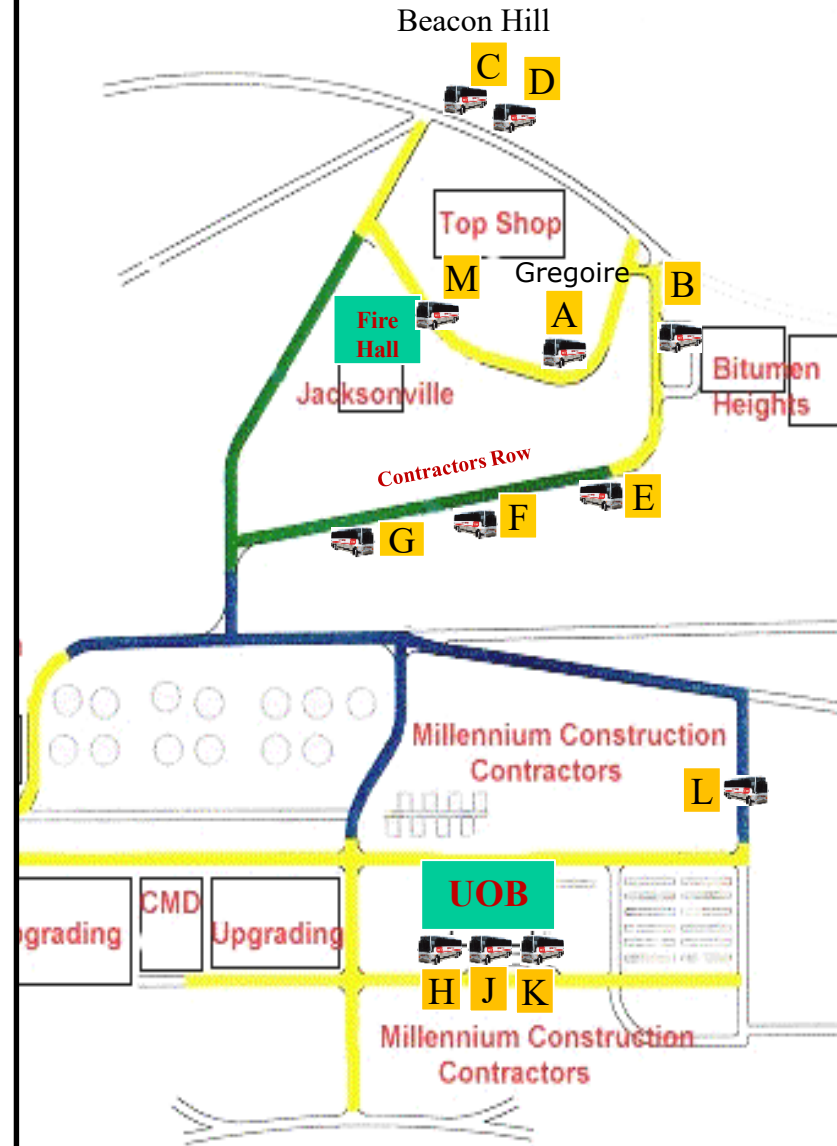 Beacon Hill
C
D
Top Shop
Gregoire
M
B
A
Fire
Hall
Bitumen
Heights
Jacksonville
Contractors Row
E
F
G
Millennium Construction
Contractors
L
UOB
CMD
pgrading
Upgrading
H
J
K
Millennium Construction
Contractors